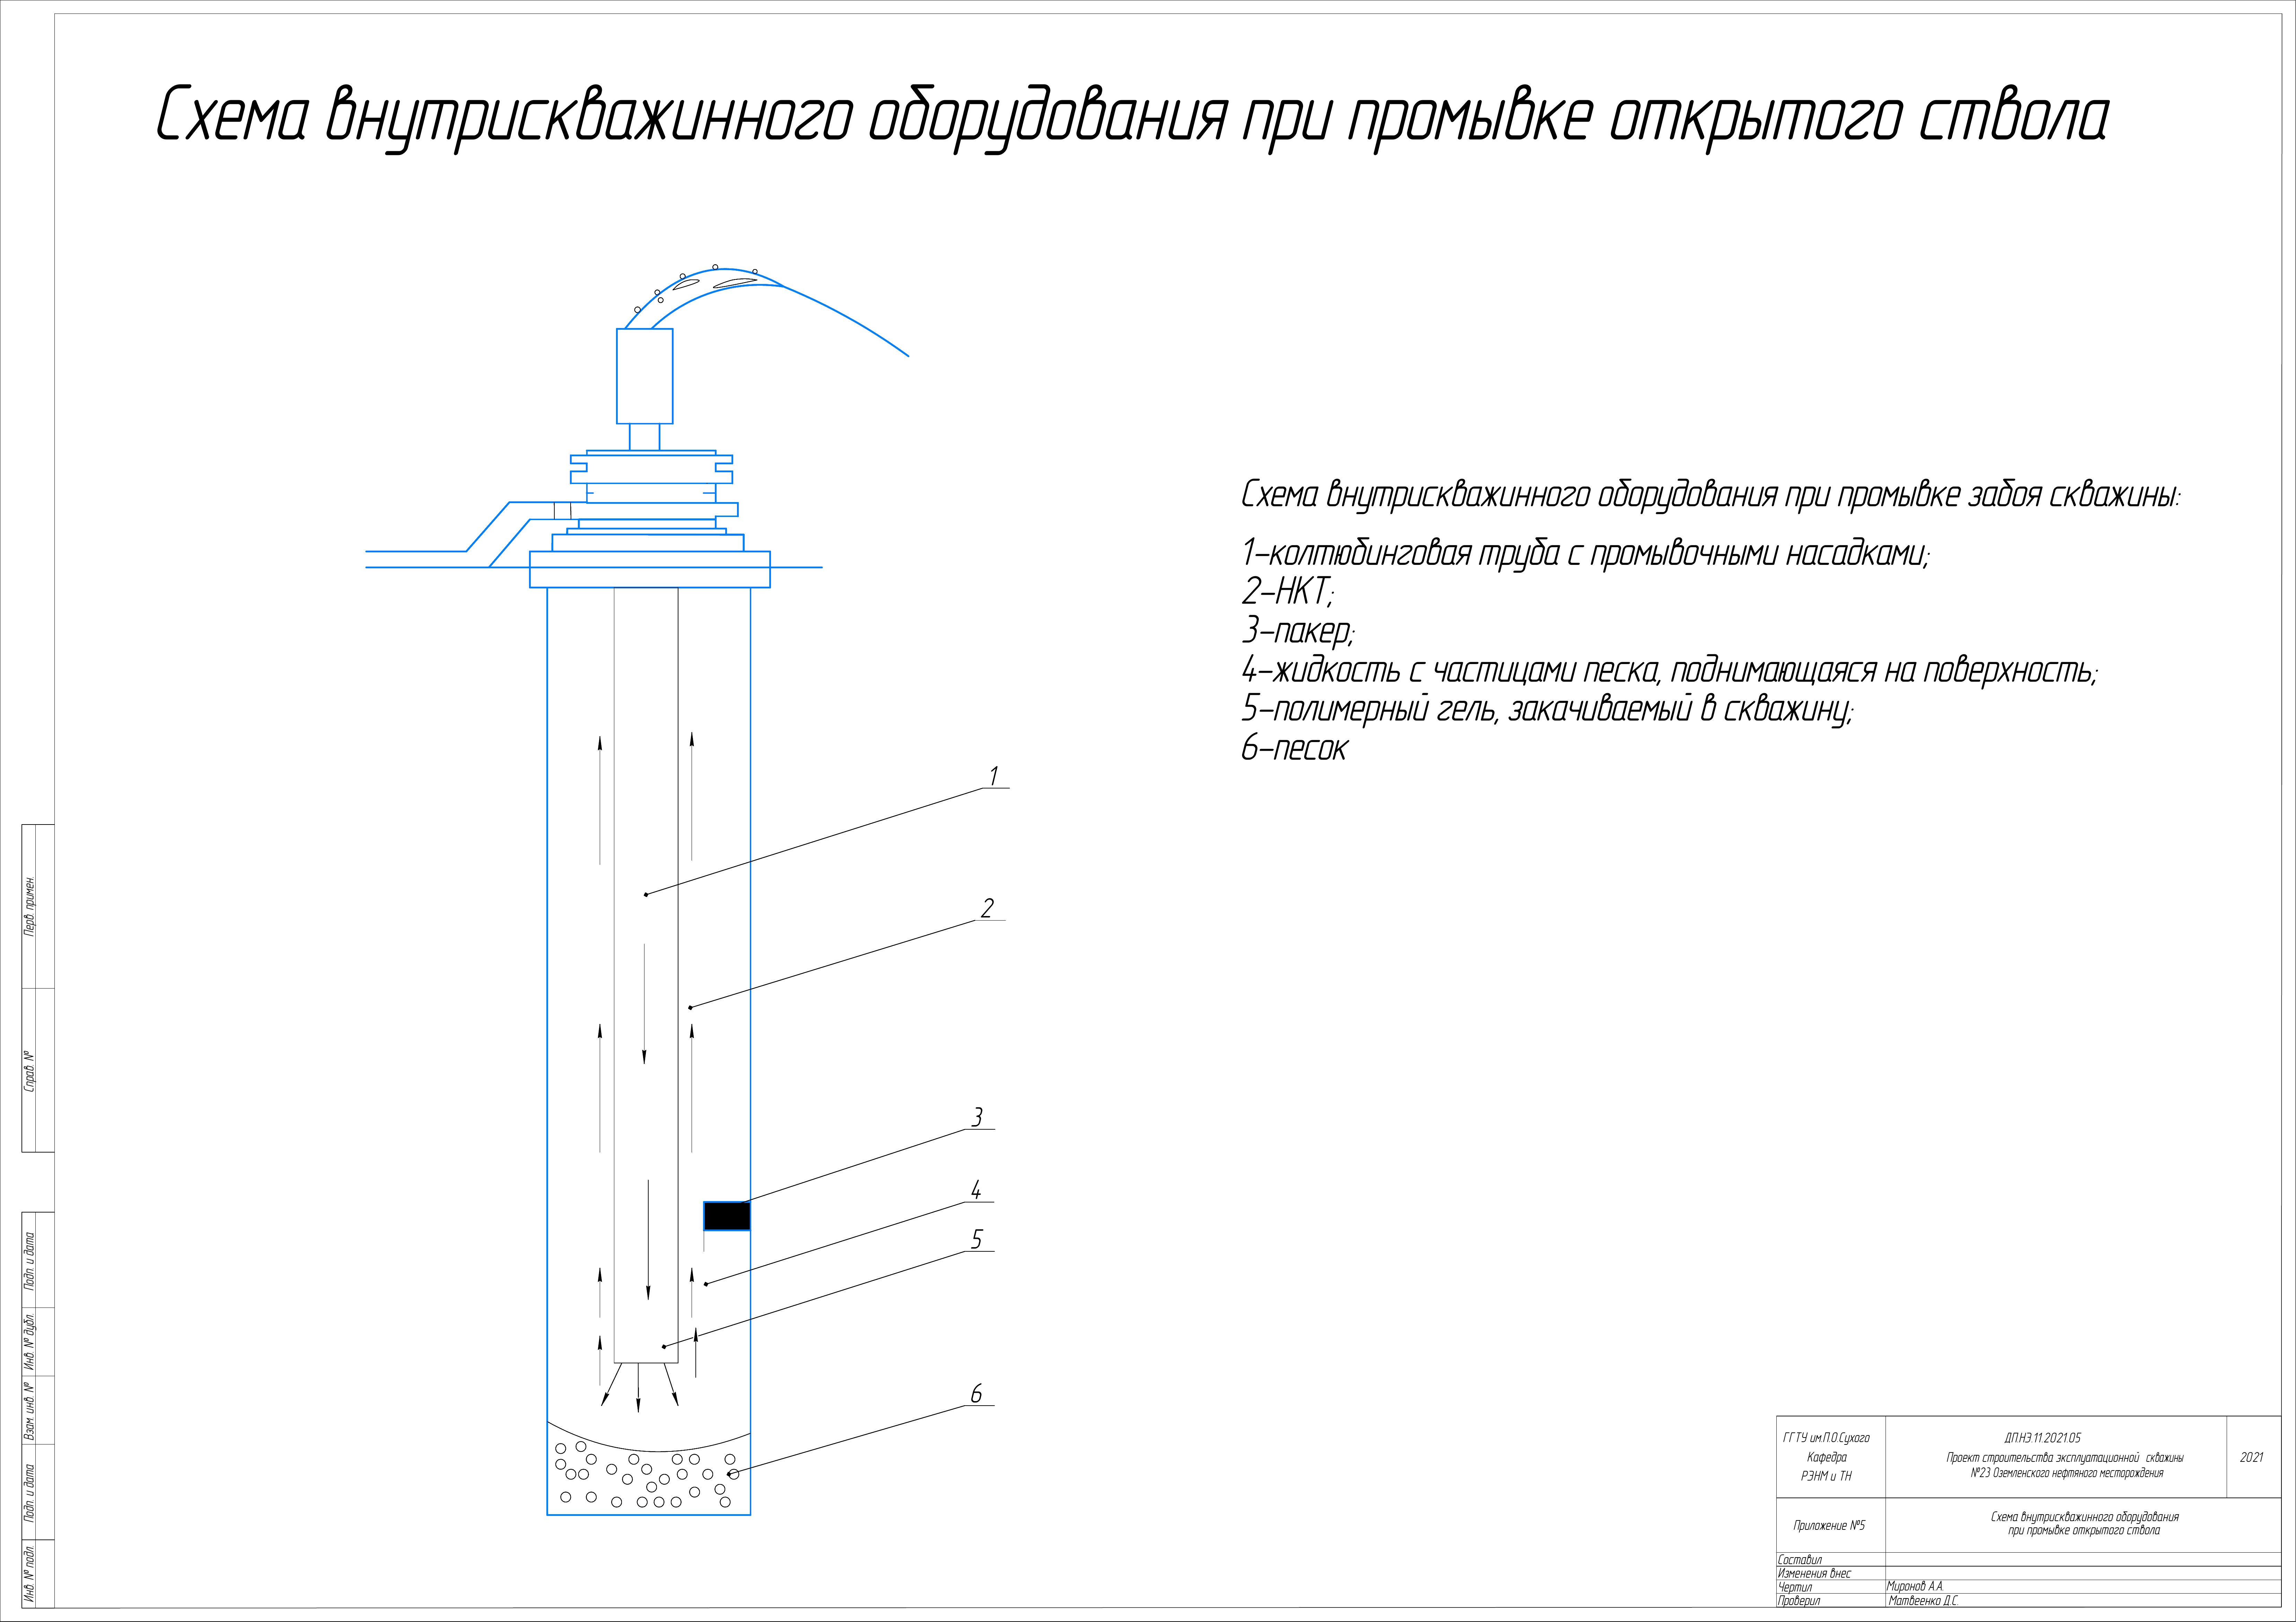 Схема внутрискважинного оборудования при промывке открытого ствола
Схема внутрискважинного оборудования при промывке забоя скважины:
1-колтюбинговая труба с промывочными насадками;
2-НКТ;
3-пакер;
4-жидкость с частицами песка, поднимающаяся на поверхность;
5-полимерный гель, закачиваемый в скважину;
6-песок
1
2
3
4
5
6
Перв. примен.
Справ. №
Подп. и дата
Инв. № дубл.
Взам. инв. №
Подп. и дата
Инв. № подл.
ГГТУ им.П.О.Сухого
Кафедра
РЭНМ и ТН
ДП.НЭ.11.2021.05
Проект строительства эксплуатационной скважины
№23 Оземленского нефтяного месторождения
2021
Приложение №5
Схема внутрискважинного оборудования
при промывке открытого ствола
Составил
Изменения внес
Чертил Миронов А.А.
Проверил Матвеенко Д.С.